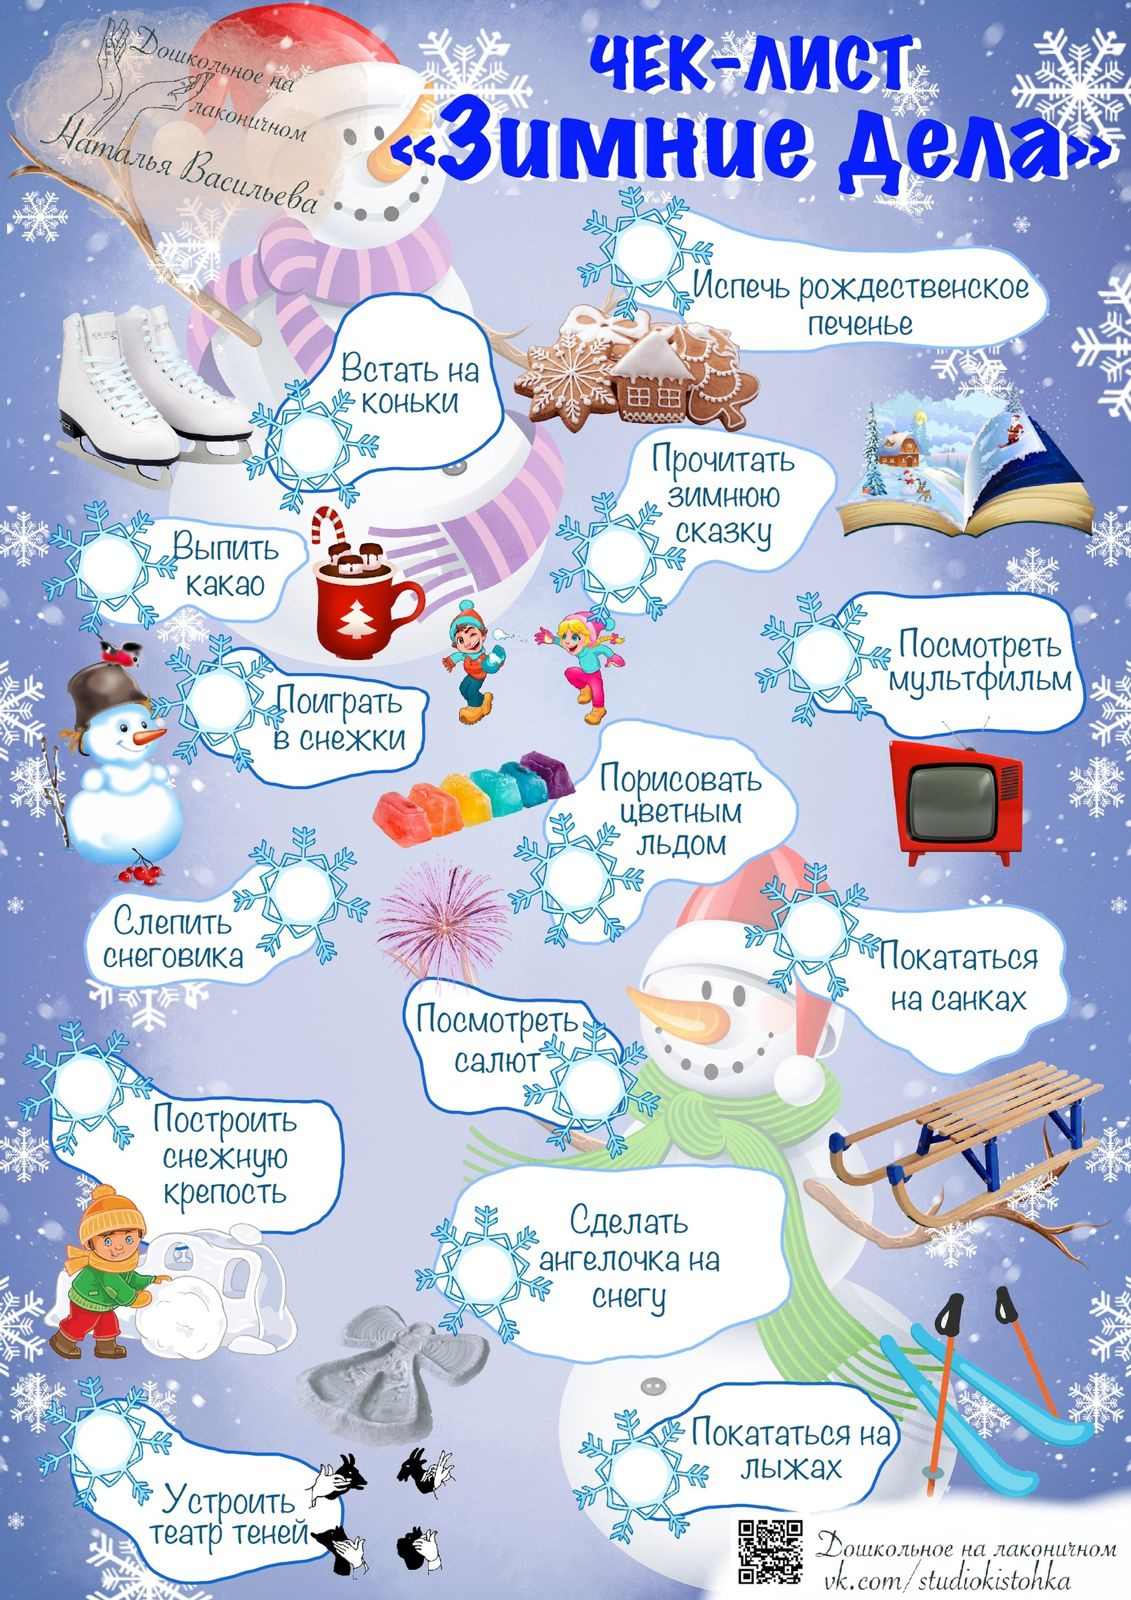 Дошкольное на
лаконичном
Наталья Васильева
ЧЕК-ЛИСТ
«Зимние дела»
Испечь рождественское
печенье
Встать на
коньки
Прочитать
зимнюю
сказку
Выпить
какао
Посмотреть
мультфильм
Поиграть
в снежки
Порисовать
цветным
льдом
Слепить
снеговика
Покататься
на санках
Посмотреть
салют
Построить
снежную
крепость
Сделать
ангелочка на
снегу
Покататься на
лыжах
Устроить
театр теней
Дошкольное на лаконичном
vk.com/studiokistohka